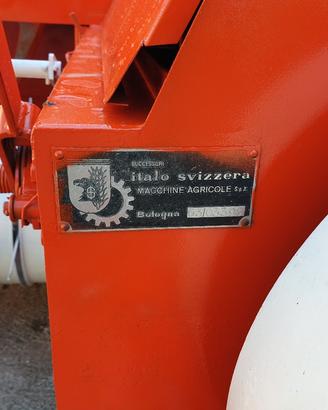 SUCCESSORI
italo svizzera
MACCHINE AGRICOLE S.p.A.
Bologna